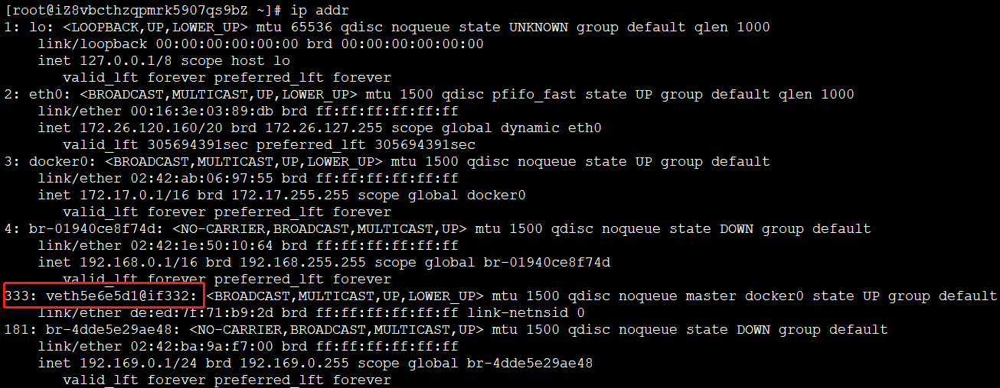 [root@iZ8vbcthzqpmrk5907qs9bZ ~]# ip addr
1: lo: <LOOPBACK,UP,LOWER_UP> mtu 65536 qdisc noqueue state UNKNOWN group default qlen 1000
    link/loopback 00:00:00:00:00:00 brd 00:00:00:00:00:00
    inet 127.0.0.1/8 scope host lo
       valid_lft forever preferred_lft forever
2: eth0: <BROADCAST,MULTICAST,UP,LOWER_UP> mtu 1500 qdisc pfifo_fast state UP group default qlen 1000
    link/ether 00:16:3e:03:89:db brd ff:ff:ff:ff:ff:ff
    inet 172.26.120.160/20 brd 172.26.127.255 scope global dynamic eth0
       valid_lft 305694391sec preferred_lft 305694391sec
3: docker0: <BROADCAST,MULTICAST,UP,LOWER_UP> mtu 1500 qdisc noqueue state UP group default
    link/ether 02:42:ab:06:97:55 brd ff:ff:ff:ff:ff:ff
    inet 172.17.0.1/16 brd 172.17.255.255 scope global docker0
       valid_lft forever preferred_lft forever
4: br-01940ce8f74d: <NO-CARRIER,BROADCAST,MULTICAST,UP> mtu 1500 qdisc noqueue state DOWN group default
    link/ether 02:42:1e:50:10:64 brd ff:ff:ff:ff:ff:ff
    inet 192.168.0.1/16 brd 192.168.255.255 scope global br-01940ce8f74d
       valid_lft forever preferred_lft forever
333: veth5e6e5d1@if332: <BROADCAST,MULTICAST,UP,LOWER_UP> mtu 1500 qdisc noqueue master docker0 state UP group default
    link/ether de:ed:7f:71:b9:2d brd ff:ff:ff:ff:ff:ff link-netnsid 0
181: br-4dde5e29ae48: <NO-CARRIER,BROADCAST,MULTICAST,UP> mtu 1500 qdisc noqueue state DOWN group default
    link/ether 02:42:ba:9a:f7:00 brd ff:ff:ff:ff:ff:ff
    inet 192.169.0.1/24 brd 192.169.0.255 scope global br-4dde5e29ae48
       valid_lft forever preferred_lft forever